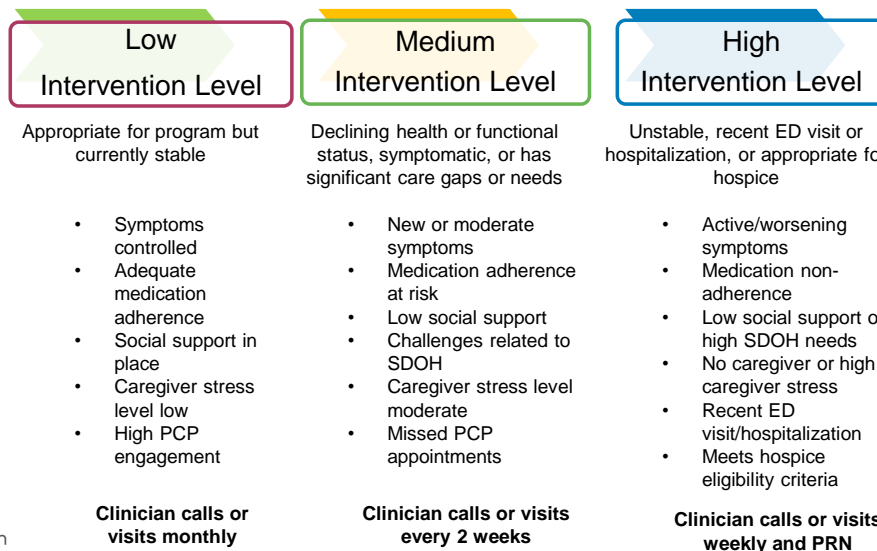 Low
Intervention Level
Appropriate for program but
currently stable
• Symptoms
controlled
• Adequate
medication
adherence
• Social support in
place
• Caregiver stress
level low
• High PCP
engagement
Clinician calls or
visits monthly
Medium
Intervention Level
Declining health or functional
status, symptomatic, or has
significant care gaps or needs
• New or moderate
symptoms
• Medication adherence
at risk
• Low social support
• Challenges related to
SDOH
• Caregiver stress level
moderate
• Missed PCP
appointments
Clinician calls or visits
every 2 weeks
High
Intervention Level
Unstable, recent ED visit or
hospitalization, or appropriate fo
hospice
• Active/worsening
symptoms
• Medication non-
adherence
• Low social support o
high SDOH needs
• No caregiver or high
caregiver stress
• Recent ED
visit/hospitalization
• Meets hospice
eligibility criteria
Clinician calls or visits
weekly and PRN